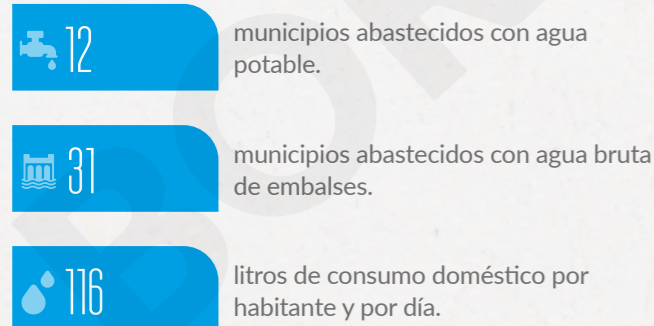 12
municipios abastecidos con agua
potable.
31
municipios abastecidos con agua bruta
de embalses.
116
litros de consumo doméstico por
habitante y por día.